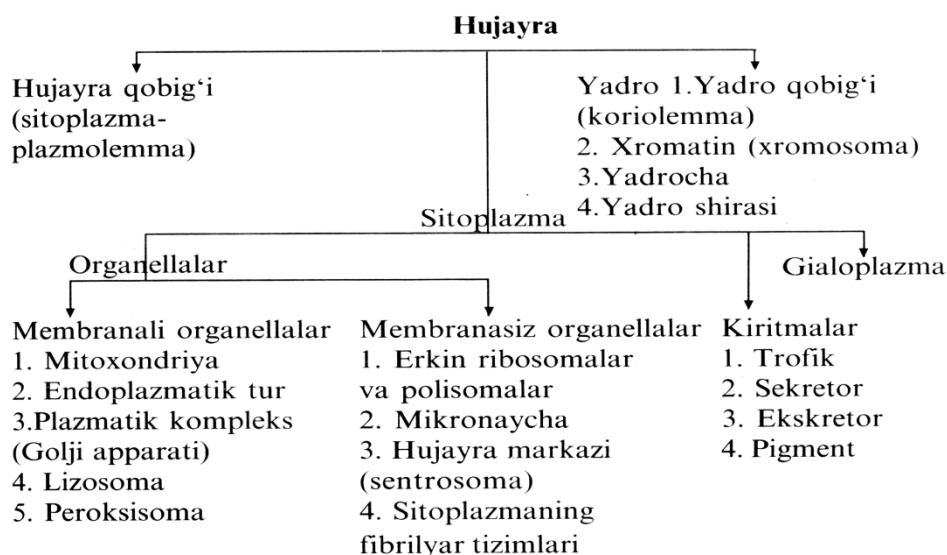 Hujayra
Hujayra qobig‘i
(sitoplazma-
plazmolemma)
Yadro 1.Yadro qobig‘i
(koriolemma)
2. Xromatin (xromosoma)
3.Yadrocha
4.Yadro shirasi
Sitoplazma
Organellalar
Gialoplazma
Membranali organellalar
1. Mitoxondriya
2. Endoplazmatik tur
3.Plazmatik kompleks
(Golji apparati)
4. Lizosoma
5. Peroksisoma
Membranasiz organellalar
1. Erkin ribosomalar
va polisomalar
2. Mikronaycha
3. Hujayra markazi
(sentrosoma)
4. Sitoplazmaning
fibrilyar tizimlari
Kiritmalar
1. Trofik
2. Sekretor
3. Ekskretor
4. Pigment